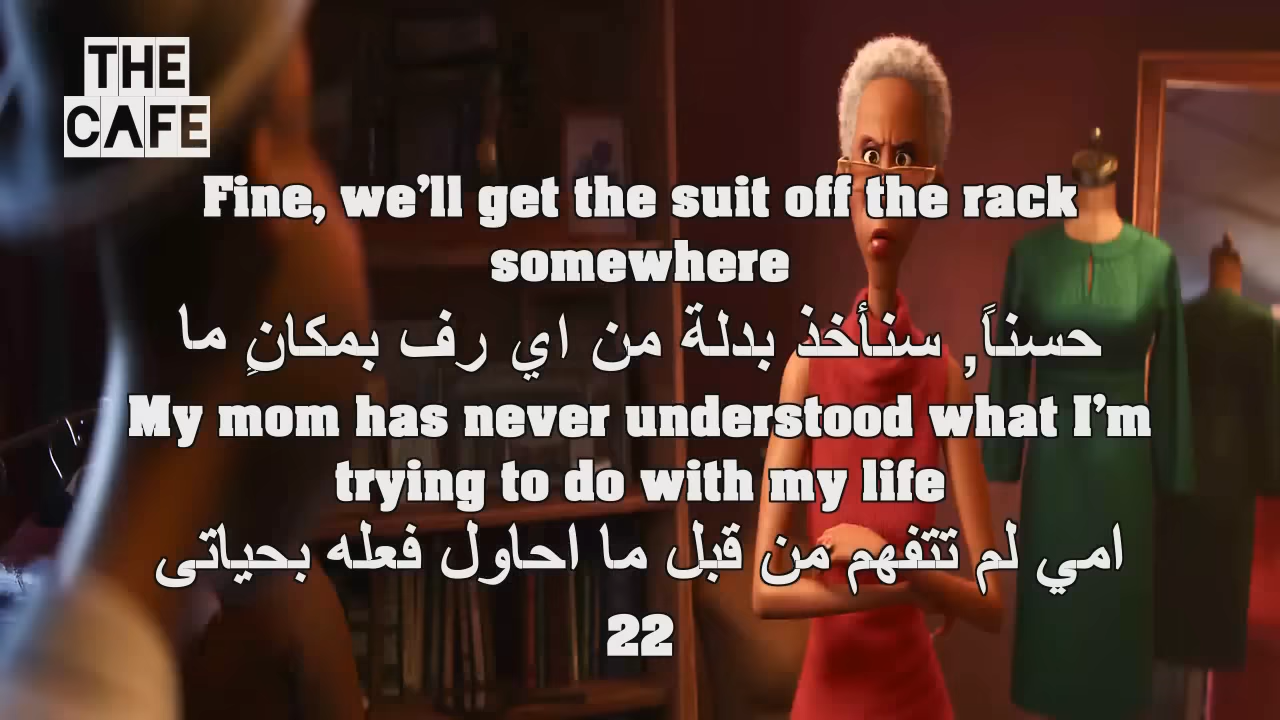 THE
CAFE
Fine, we'll get the suit off the rack
somewhere
حسناً, سنأخذ بدلة من اي رف بمكانٍ ما
My mom has never understood what I'm
trying to do with my life
امي لم تتفهم من قبل ما احاول فعله بحياتى
22